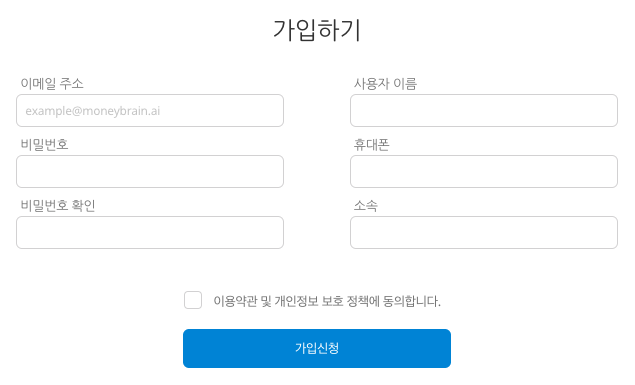 가입하기
이메일 주소
사용자 이름
example@moneybrain.ai
비밀번호
휴대폰
비밀번호 확인
소속
이용약관 및 개인정보 보호 정책에 동의합니다.
가입신청